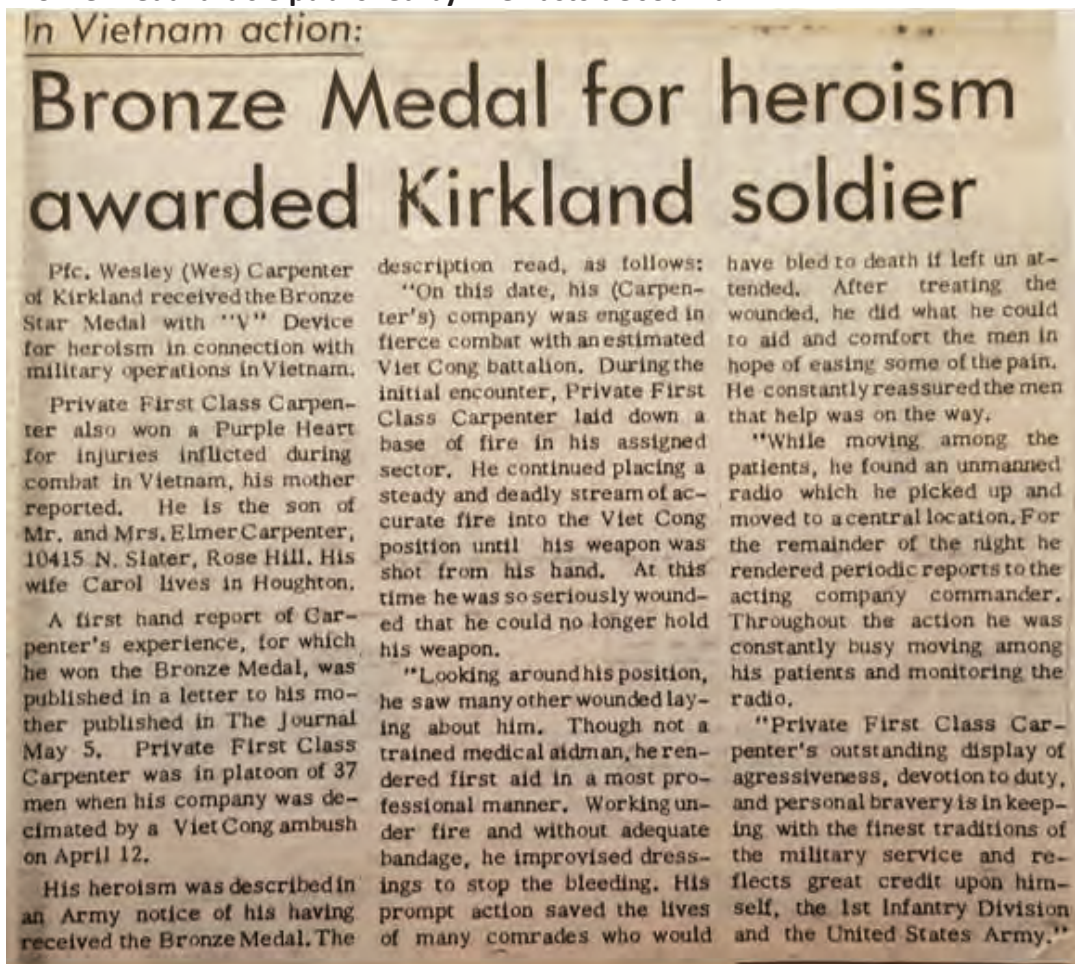 In Vietnam action:
Bronze Medal for heroism
awarded Kirkland soldier
Pfc. Wesley (Wes) Carpenter
of Kirkland received the Bronze
Star Medal with "V" Device
for heroism in connection with
military operations in Vietnam.
Private First Class Carpen-
ter also won a Purple Heart
for injuries inflicted during
combat in Vietnam, his mother
reported. He is the son of
Mr. and Mrs. Elmer Carpenter,
10415 N. Slater, Rose Hill. His
wife Carol lives in Houghton.
A first hand report of Car-
penter's experience, for which
he won the Bronze Medal, was
published in a letter to his mo-
ther published in The Journal
May 5. Private First Class
Carpenter was in platoon of 37
men when his company was de-
cimated by a Viet Cong ambush
on April 12.
His heroism was described in
an Army notice of his having
received the Bronze Medal. The
description read, as follows:
"On this date, his (Carpen-
ter's) company was engaged in
fierce combat with an estimated
Viet Cong battalion. During the
initial encounter, Private First
Class Carpenter laid down a
base of fire in his assigned
sector. He continued placing a
steady and deadly stream of ac-
curate fire into the Viet Cong
position until his weapon was
shot from his hand. At this
time he was so seriously wound-
ed that he could no longer hold
his weapon.
"Looking around his position,
he saw many other wounded lay-
ing about him. Though not a
trained medical aidman, he ren-
dered first aid in a most pro-
fessional manner. Working un-
der fire and without adequate
bandage, he improvised dress-
ings to stop the bleeding. His
prompt action saved the lives
of many comrades who would
have bled to death if left un at-
tended. After treating the
wounded, he did what he could
to aid and comfort the men in
hope of easing some of the pain.
He constantly reassured the men
that help was on the way.
"While moving among the
patients, he found an unmanned
radio which he picked up and
moved to a central location. For
the remainder of the night he
rendered periodic reports to the
acting company commander.
Throughout the action he was
constantly busy moving among
his patients and monitoring the
radio.
"Private First Class Car-
penter's outstanding display of
agressiveness, devotion to duty,
and personal bravery is in keep-
ing with the finest traditions of
the military service and re-
flects great credit upon him-
self, the 1st Infantry Division
and the United States Army."